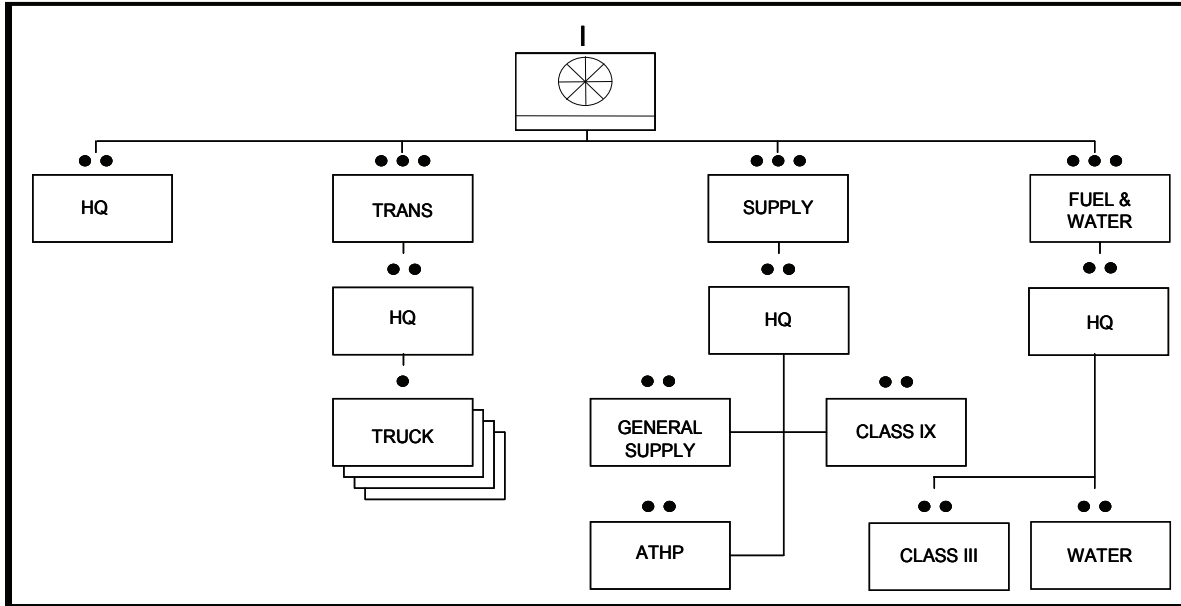 I
HQ
TRANS
SUPPLY
FUEL &
WATER
HQ
HQ
HQ
TRUCK
GENERAL
SUPPLY
CLASS IX
ATHP
CLASS III
WATER